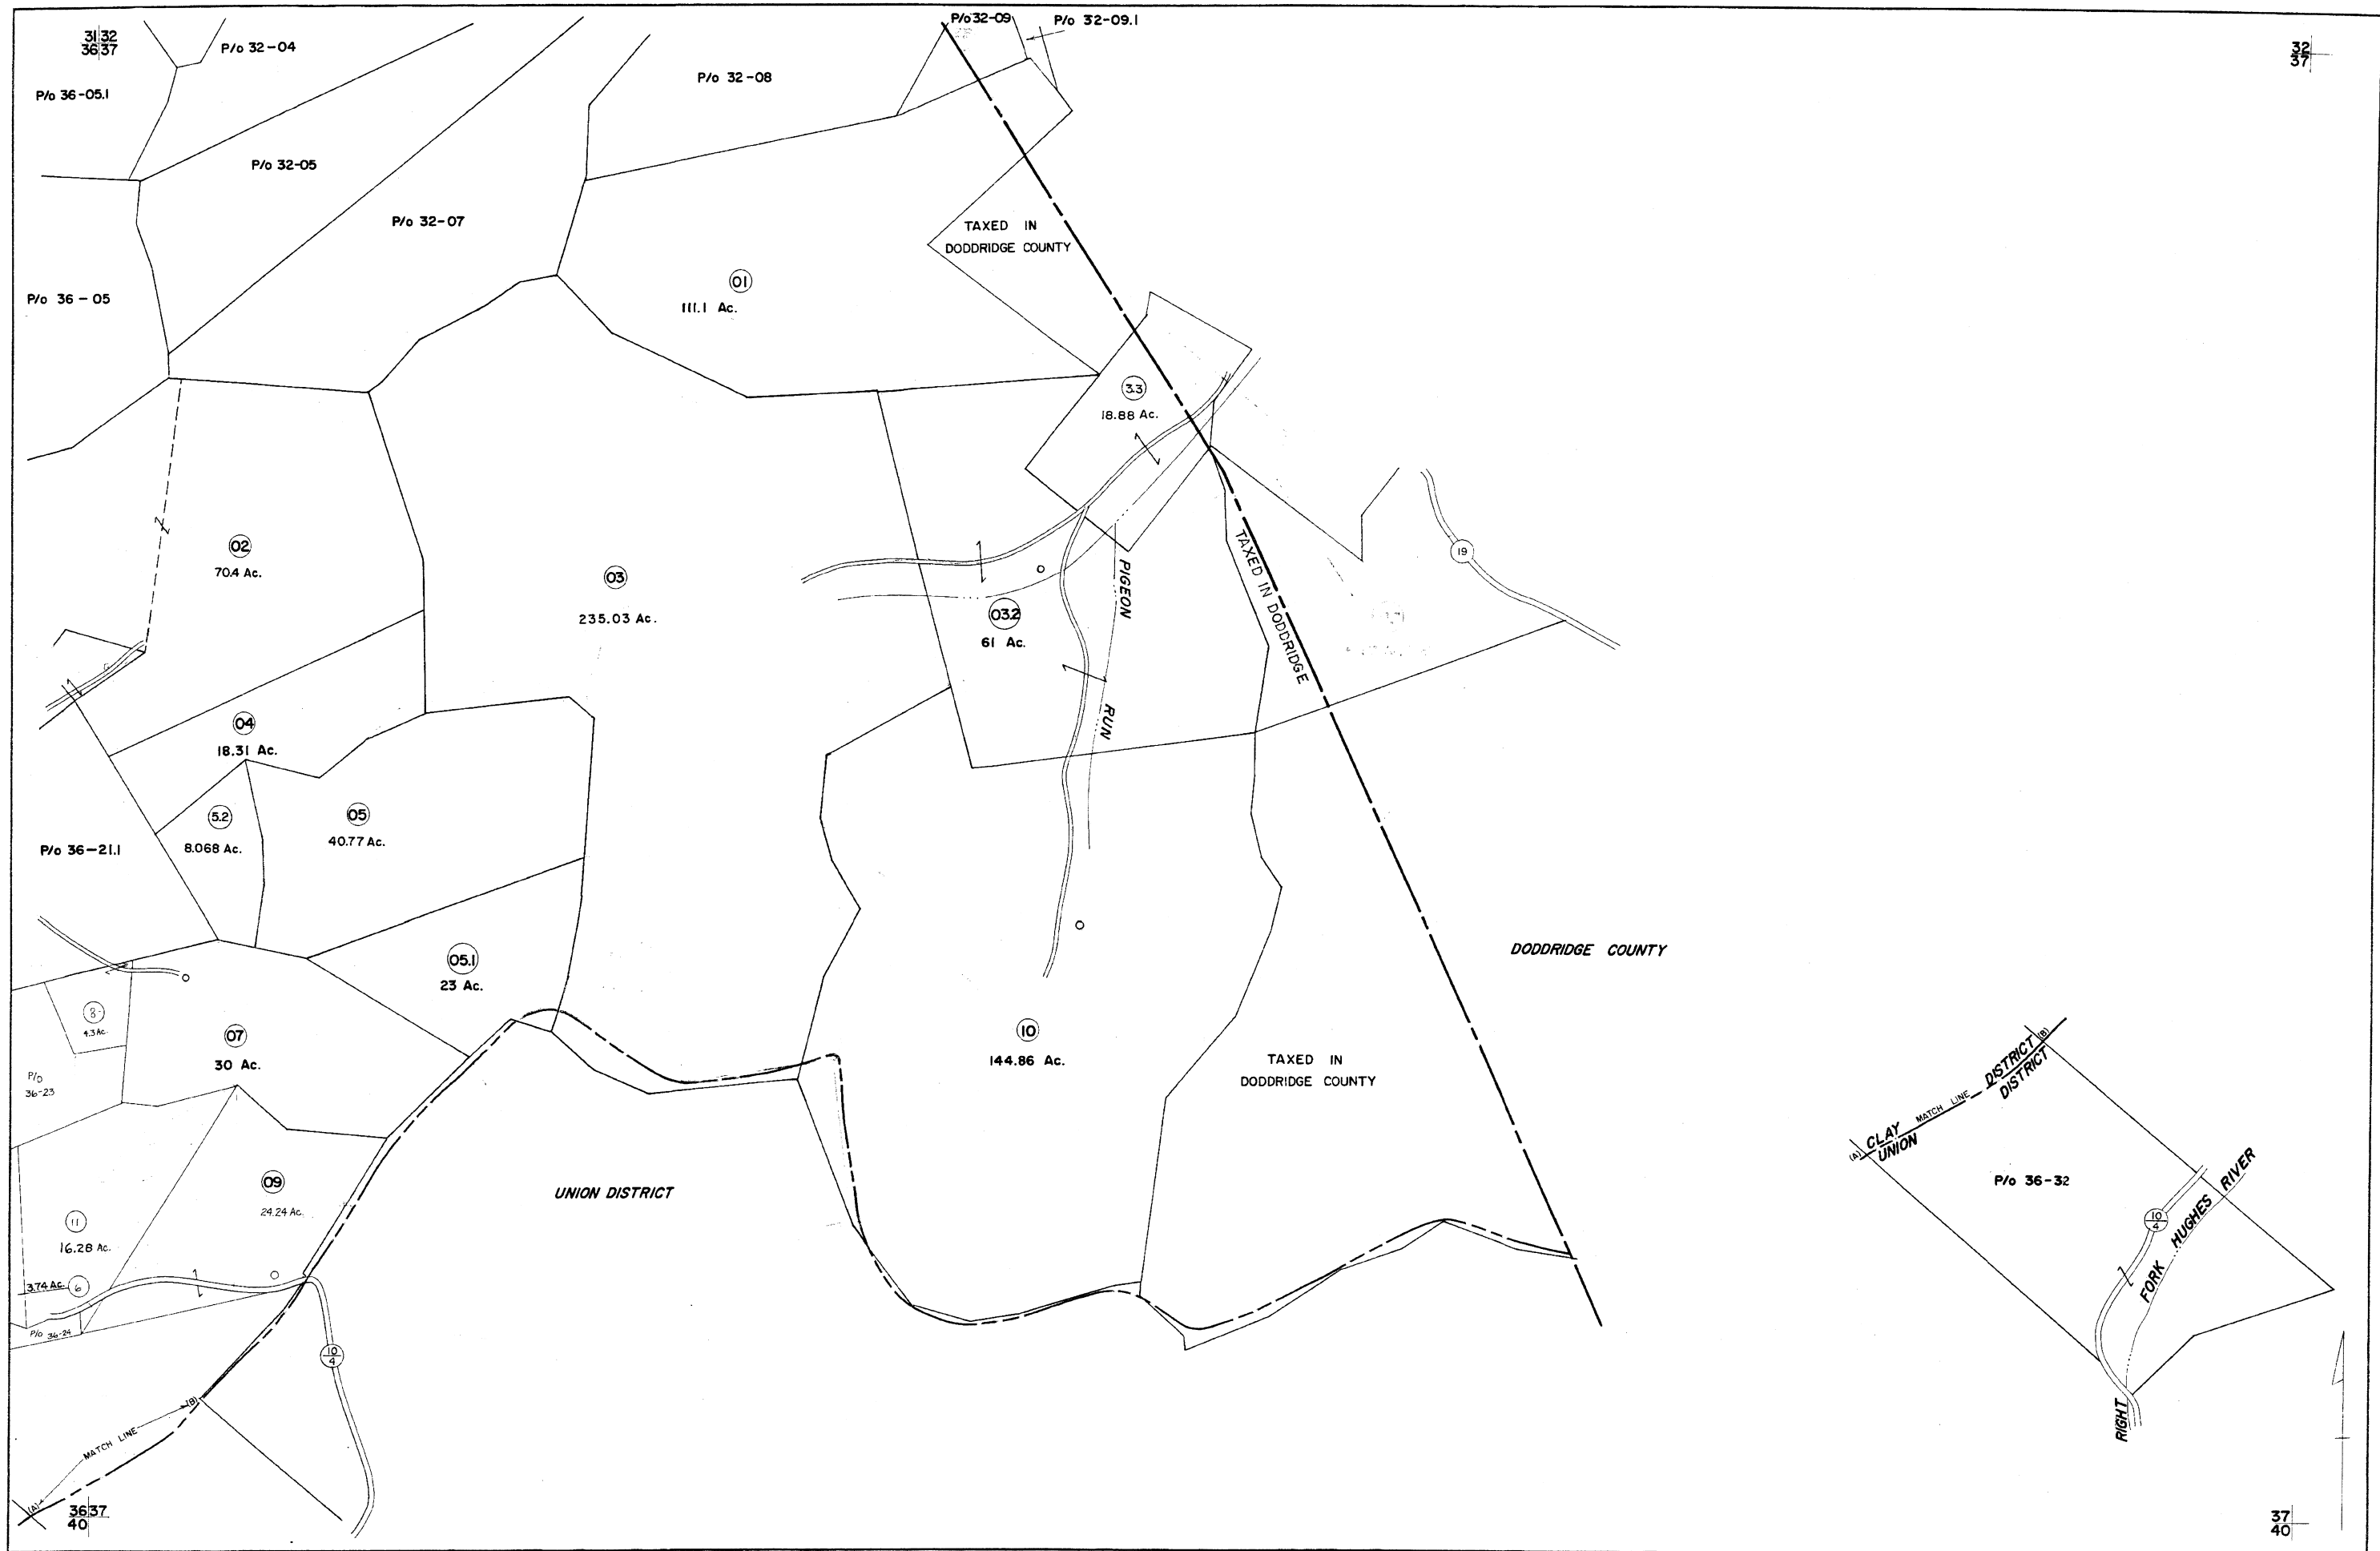 31 32
36 37
P/o 32-04
P/o 32-09
P/o 32-09.1
32
37
P/o 36-05.1
P/o 32-08
P/o 32-05
P/o 32-07
TAXED IN
DODDRIDGE COUNTY
P/o 36-05
01
111.1 Ac.
3.3
18.88 Ac.
02
70.4 Ac.
03
235.03 Ac.
03.2
61 Ac.
PIGEON
RUN
TAXED IN DODDRIDGE
19
04
18.31 Ac.
5.2
8.068 Ac.
05
40.77 Ac.
P/o 36-21.1
05.1
23 Ac.
DODDRIDGE COUNTY
8
4.3 Ac.
07
30 Ac.
P/o
36-23
10
144.86 Ac.
TAXED IN
DODDRIDGE COUNTY
09
24.24 Ac.
UNION DISTRICT
11
16.28 Ac.
3.74 Ac. 6
P/o 36-24
10
4
MATCH LINE
(A)
(B)
36 37
40
(A) CLAY MATCH LINE DISTRICT (B)
UNION DISTRICT
P/o 36-32
10
4
RIGHT FORK HUGHES RIVER
37
40